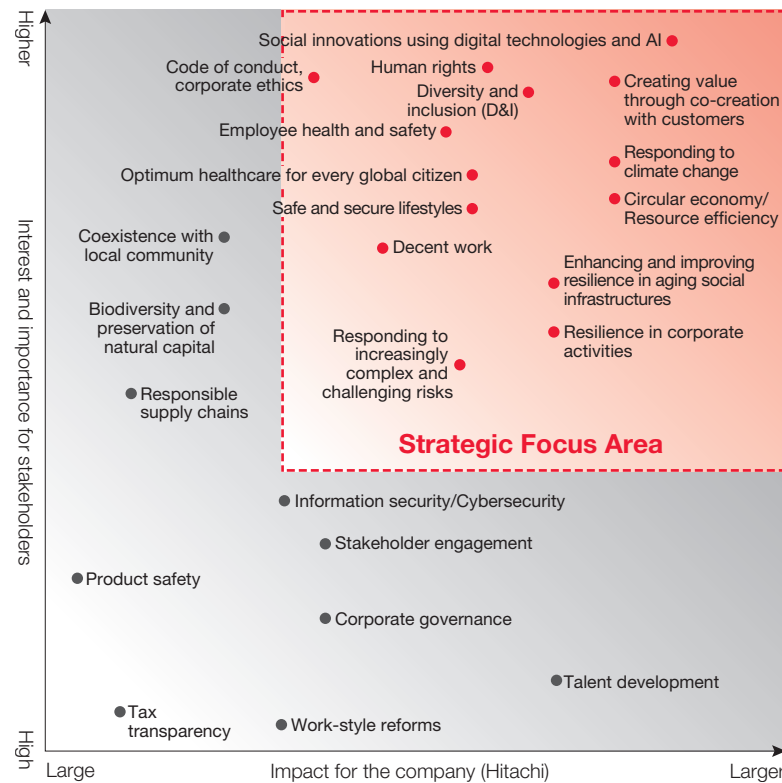 Higher
Social innovations using digital technologies and AI
Code of conduct,
corporate ethics
Human rights
Diversity and
inclusion (D&I)
Creating value
through co-creation
with customers
Employee health and safety
Responding to
climate change
Optimum healthcare for every global citizen
Circular economy/
Resource efficiency
Safe and secure lifestyles
Coexistence with
local community
Decent work
Enhancing and improving
resilience in aging social
infrastructures
Biodiversity and
preservation of
natural capital
Resilience in corporate
activities
Responding to
increasingly
complex and
challenging risks
Responsible
supply chains
Strategic Focus Area
Information security/Cybersecurity
Stakeholder engagement
Product safety
Corporate governance
Talent development
Tax
transparency
Work-style reforms
Interest and importance for stakeholders
High
Large
Impact for the company (Hitachi)
Larger